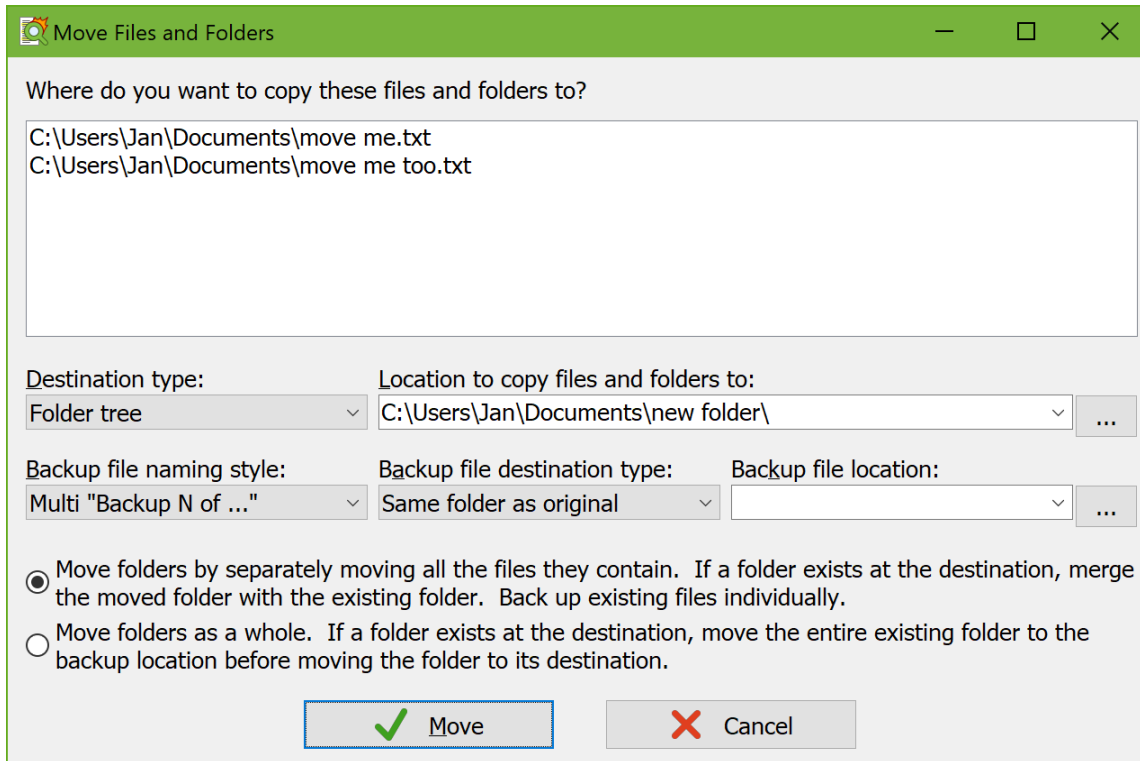 Move Files and Folders
Where do you want to copy these files and folders to?
C:\Users\Jan\Documents\move me.txt
C:\Users\Jan\Documents\move me too.txt
Destination type:
Location to copy files and folders to:
Folder tree
C:\Users\Jan\Documents\new folder\
...
Backup file naming style:
Backup file destination type:
Backup file location:
Multi "Backup N of ..."
Same folder as original
...
Move folders by separately moving all the files they contain.  If a folder exists at the destination, merge
the moved folder with the existing folder.  Back up existing files individually.
Move folders as a whole.  If a folder exists at the destination, move the entire existing folder to the
backup location before moving the folder to its destination.
Move
Cancel